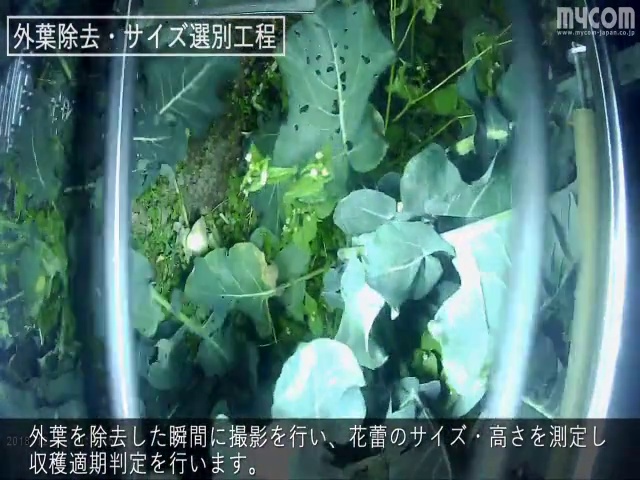 外葉除去・サイズ選別工程
mycom
www.mycom-japan.co.jp
外葉を除去した瞬間に撮影を行い、花蕾のサイズ・高さを測定し
収穫適期判定を行います。